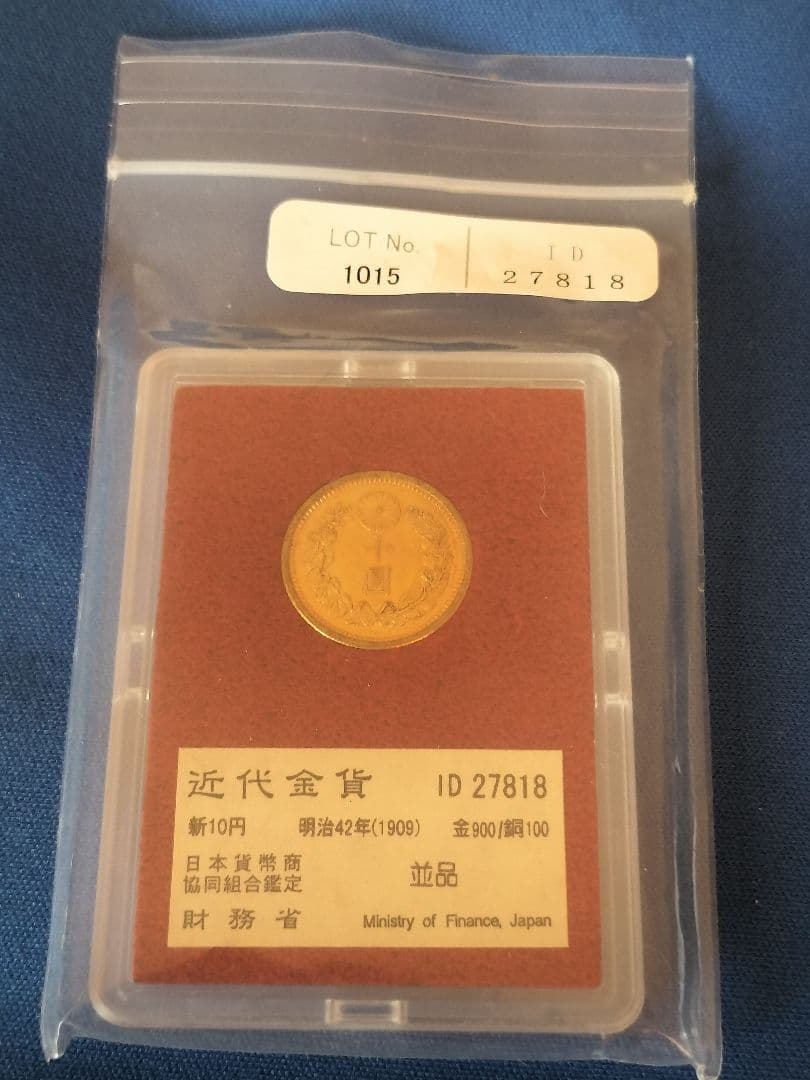 LOT No.
1015
ID
27818
十
圓
近代金貨 ID 27818
新10円 明治42年(1909) 金900/銅100
日本貨幣商
協同組合鑑定
並品
財務省 Ministry of Finance, Japan